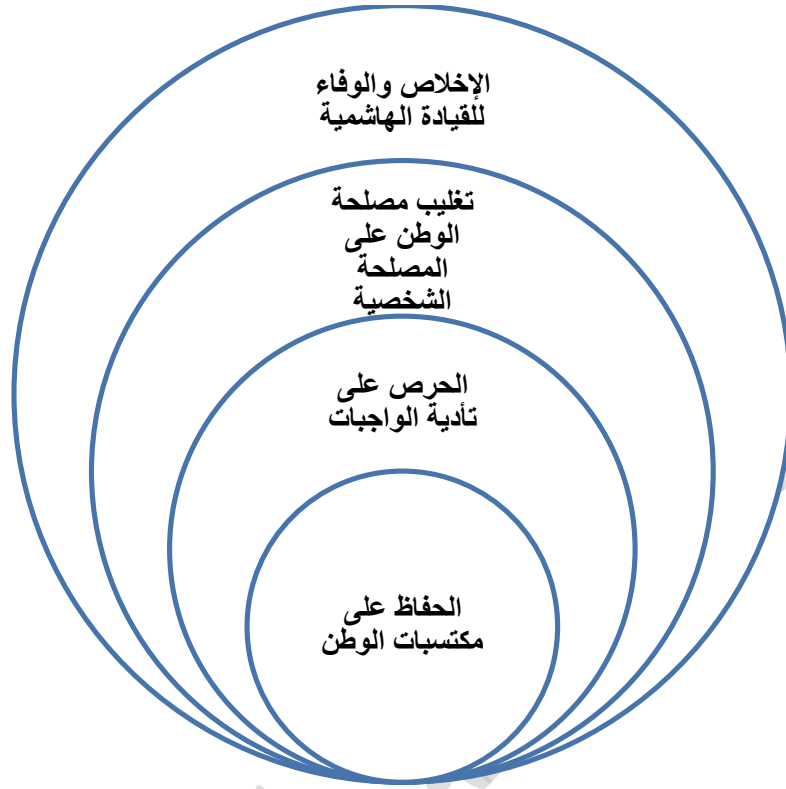 الإخلاص والوفاء
للقيادة الهاشمية
تغليب مصلحة
الوطن على
المصلحة
الشخصية
الحرص على
تأدية الواجبات
الحفاظ على
مكتسبات الوطن